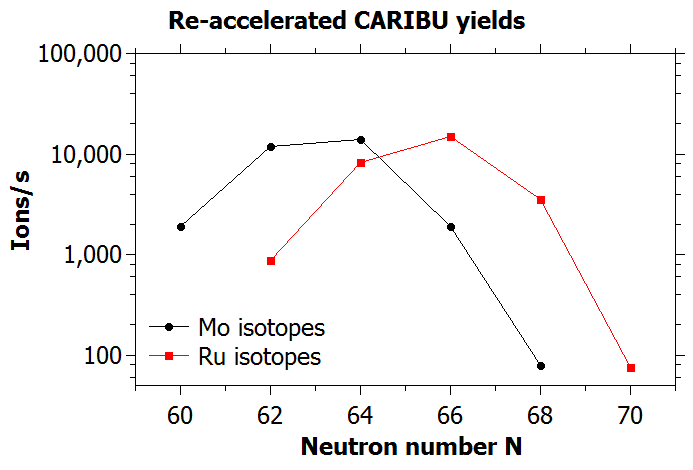 Re-accelerated CARIBU yields
100,000
10,000
1,000
100
Ions/s
Mo isotopes
Ru isotopes
60 62 64 66 68 70
Neutron number N